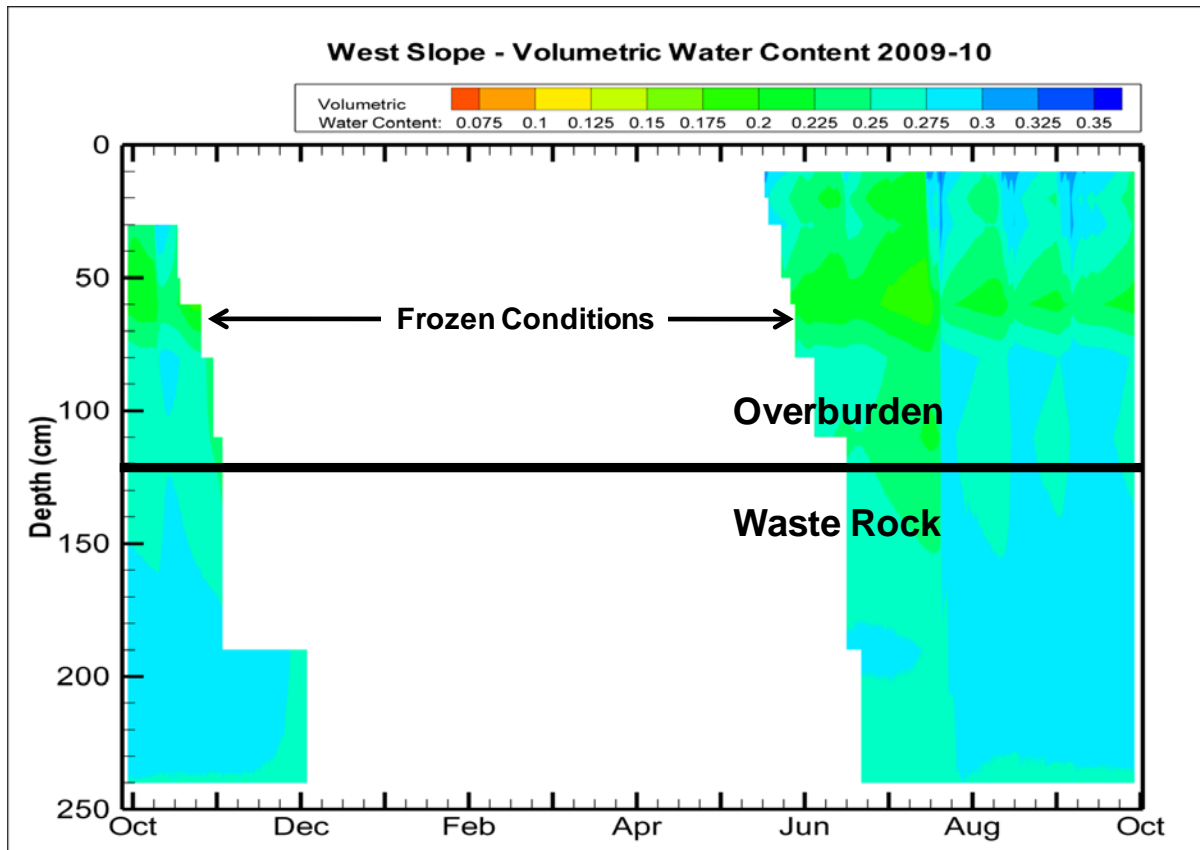 West Slope - Volumetric Water Content 2009-10
Volumetric
Water Content: 0.075 0.1 0.125 0.15 0.175 0.2 0.225 0.25 0.275 0.3 0.325 0.35
0
50
Frozen Conditions
Overburden
100
Depth (cm)
Waste Rock
150
200
250
Oct Dec Feb Apr Jun Aug Oct